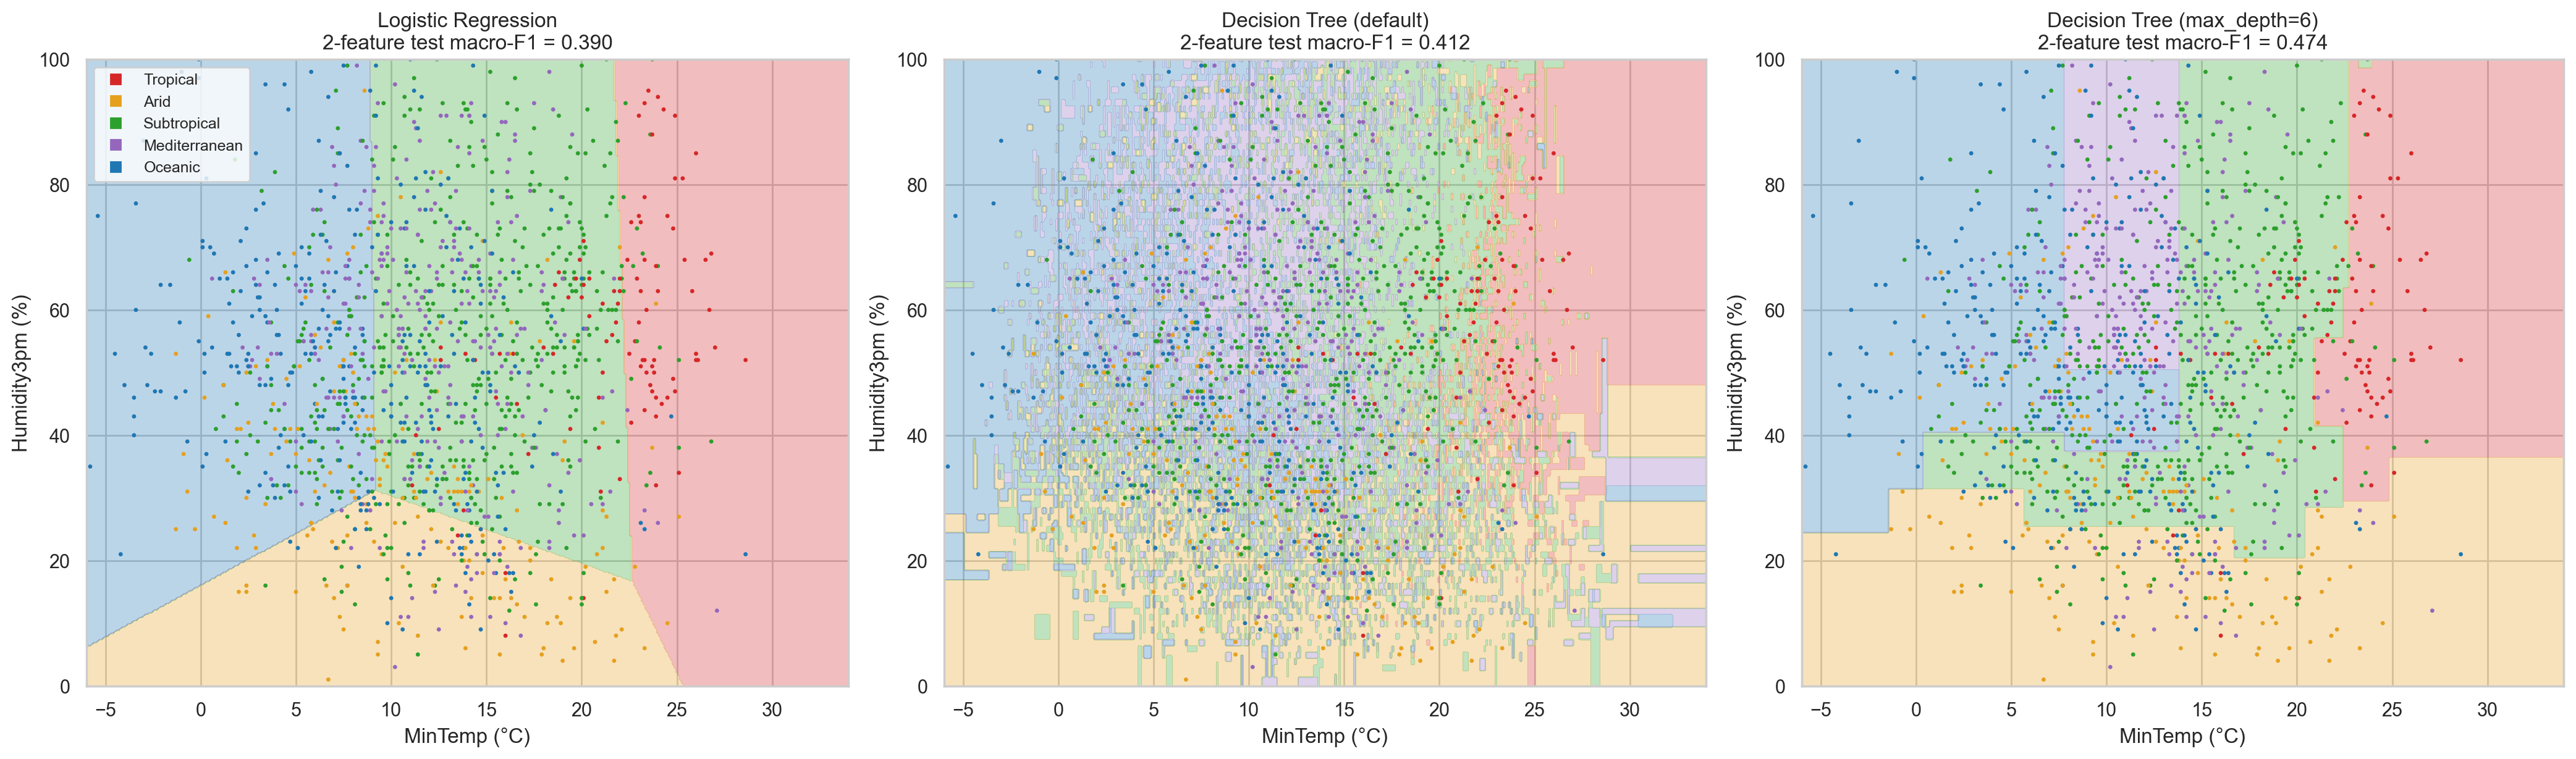 Logistic Regression
2-feature test macro-F1 = 0.390
100
80
60
40
20
0
Humidity3pm (%)
Tropical
Arid
Subtropical
Mediterranean
Oceanic
−5
0
5
10
15
20
25
30
MinTemp (°C)
Decision Tree (default)
2-feature test macro-F1 = 0.412
100
80
60
40
20
0
Humidity3pm (%)
−5
0
5
10
15
20
25
30
MinTemp (°C)
Decision Tree (max_depth=6)
2-feature test macro-F1 = 0.474
100
80
60
40
20
0
Humidity3pm (%)
−5
0
5
10
15
20
25
30
MinTemp (°C)